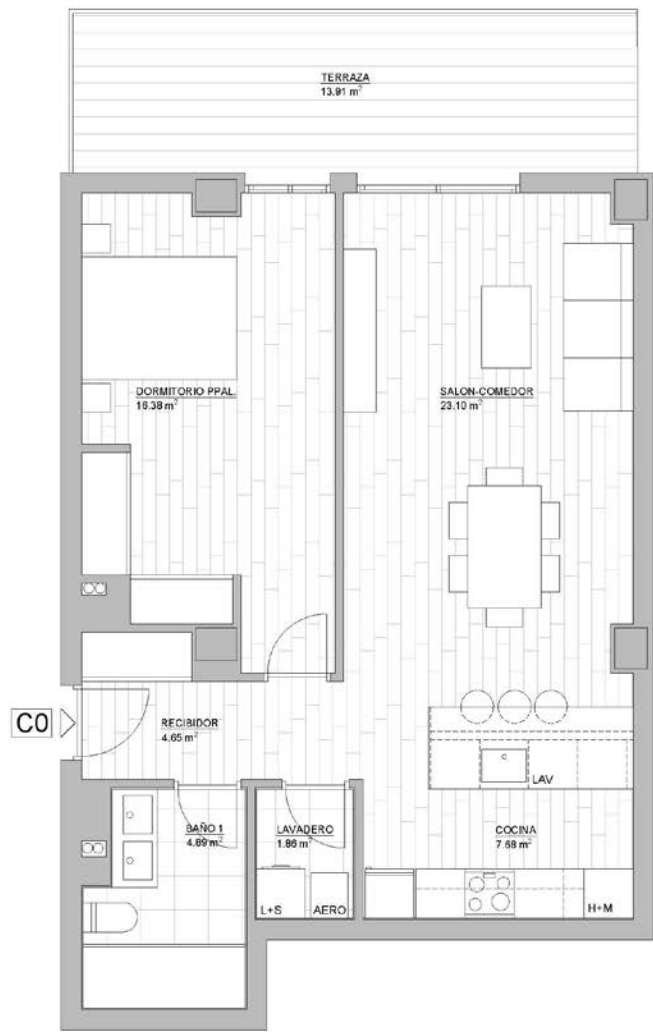 TERRAZA
13.91 m²
DORMITORIO PPAL.
16.38 m²
SALON-COMEDOR
23.10 m²
C0
RECIBIDOR
4.65 m²
LAV
BAÑO 1
4.89 m²
LAVADERO
1.86 m²
COCINA
7.68 m²
L+S
AERO
H+M